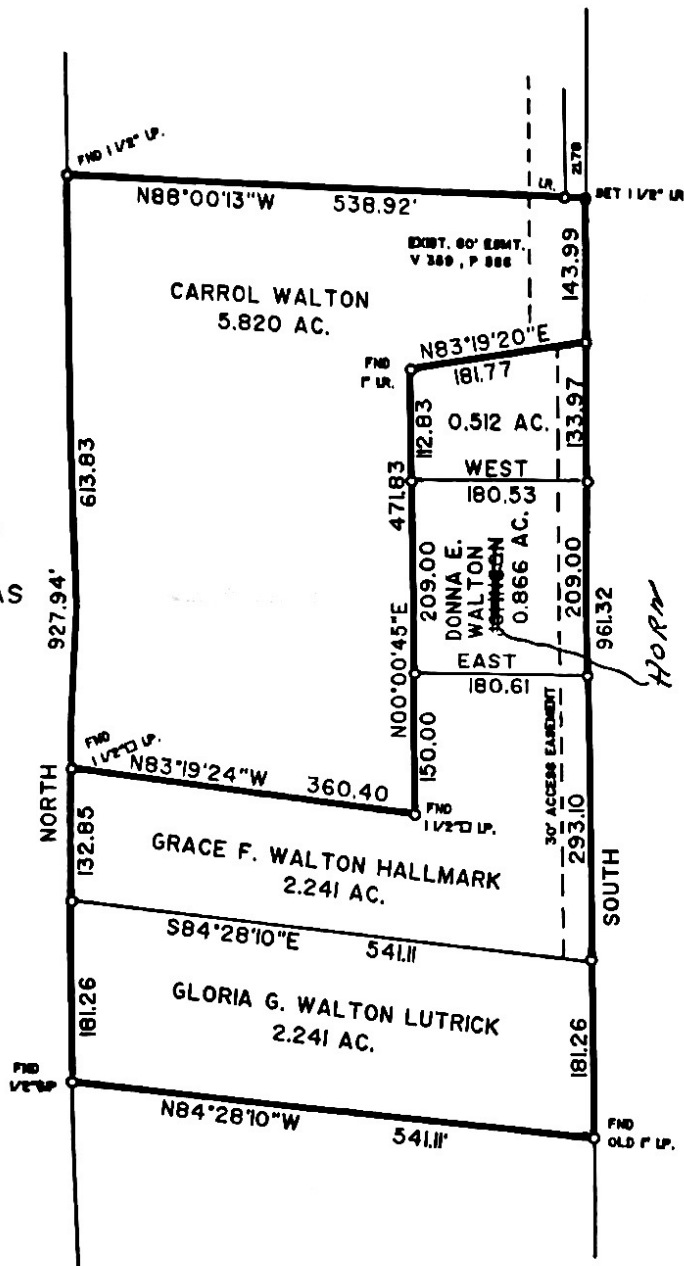 FND 1 1/2" I.P.
N88°00'13"W 538.92'
I.R.
21.78
SET 1 1/2" I.R
EXIST. 60' ESMT.
V 389 , P 886
143.99
CARROL WALTON
5.820 AC.
N83°19'20"E
181.77
FND
1" I.R.
112.83
0.512 AC.
133.97
613.83
471.83
WEST
180.53
AS
927.94'
209.00
DONNA E.
WALTON
0.866 AC.
209.00
961.32
HORN
N00°00'45"E
EAST
180.61
FND
1 1/2"□ I.P.
N83°19'24"W 360.40
150.00
FND
1 1/2"□ I.P.
30' ACCESS EASEMENT
293.10
NORTH
132.85
GRACE F. WALTON HALLMARK
2.241 AC.
SOUTH
S84°28'10"E 541.11
181.26
GLORIA G. WALTON LUTRICK
2.241 AC.
181.26
FND
N84°28'10"W 541.11'
FND
OLD 1" I.P.